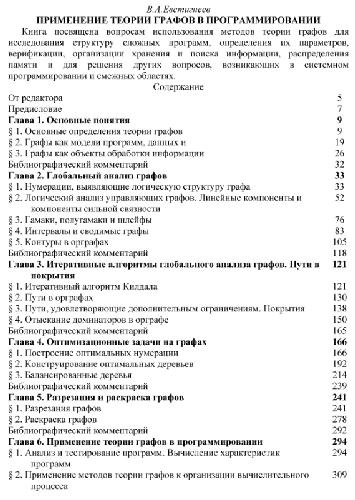 В.А.Евстигнеев
ПРИМЕНЕНИЕ ТЕОРИИ ГРАФОВ В ПРОГРАММИРОВАНИИ
Книга посвящена вопросам использования методов теории графов для
исследования структур сложных программ, определения их параметров,
верификации, организации хранения и поиска информации, распределения
памяти и для решения других вопросов, возникающих в системном
программировании и смежных областях.
Содержание
От редактора 5
Предисловие 7
Глава 1. Основные понятия 9
§ 1. Основные определения теории графов 9
§ 2. Графы как модели программ, данных и 19
§ 3. Графы как объекты обработки информации 26
Библиографический комментарий 32
Глава 2. Глобальный анализ графов 33
§ 1. Нумерации, выявляющие логическую структуру графа 33
§ 2. Логический анализ управляющих графов. Линейные компоненты и 52
компоненты сильной связности
§ 3. Гамаки, полугамаки и шлейфы 76
§ 4. Интервалы и сводимые графы 83
§ 5. Контуры в орграфах 105
Библиографический комментарий 118
Глава 3. Итеративные алгоритмы глобального анализа графов. Пути и 121
покрытия
§ 1. Итеративный алгоритм Килдала 121
§ 2. Пути в орграфах 130
§ 3. Пути, удовлетворяющие дополнительным ограничениям. Покрытия 138
§ 4. Отыскание доминаторов в орграфе 150
Библиографический комментарий 165
Глава 4. Оптимизационные задачи на графах 166
§ 1. Построение оптимальных нумераций 166
§ 2. Конструирование оптимальных деревьев 192
§ 3. Балансированные деревья 214
Библиографический комментарий 239
Глава 5. Разрезания и раскраска графов 241
§ 1. Разрезания графов 241
§ 2. Раскраска графов 278
Библиографический комментарий 292
Глава 6. Применение теории графов в программировании 294
§ 1. Анализ и тестирование программ. Вычисление характеристик 294
программ
§ 2. Применение методов теории графов к организации вычислительного 309
процесса